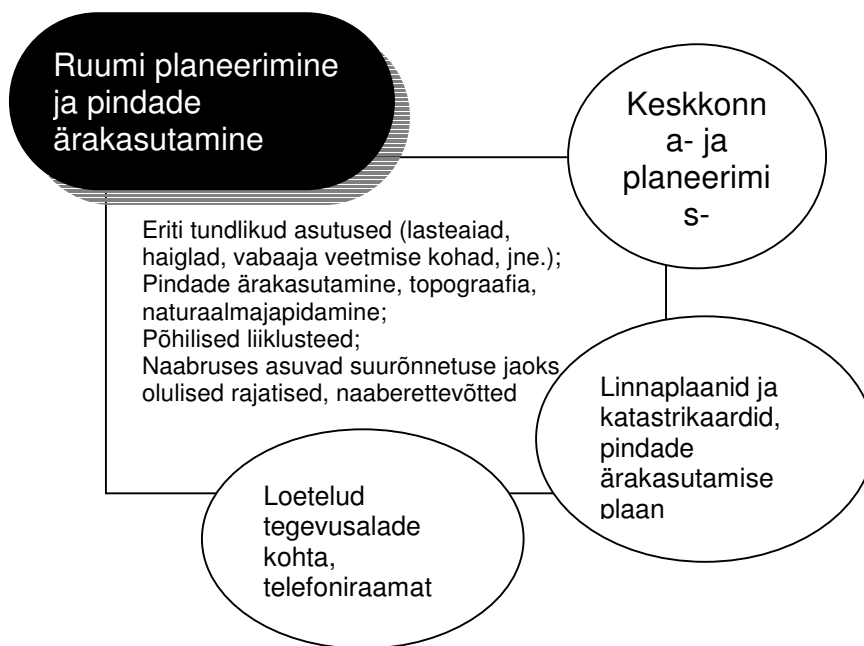 Ruumi planeerimine
ja pindade
ärakasutamine
Keskkonn
a- ja
planeerimi
s-
Eriti tundlikud asutused (lasteaiad,
haiglad, vabaaja veetmise kohad, jne.);
Pindade ärakasutamine, topograafia,
naturaalmajapidamine;
Põhilised liiklusteed;
Naabruses asuvad suurõnnetuse jaoks
olulised rajatised, naaberettevõtted
Linnaplaanid ja
katastrikaardid,
pindade
ärakasutamise
plaan
Loetelud
tegevusalade
kohta,
telefoniraamat